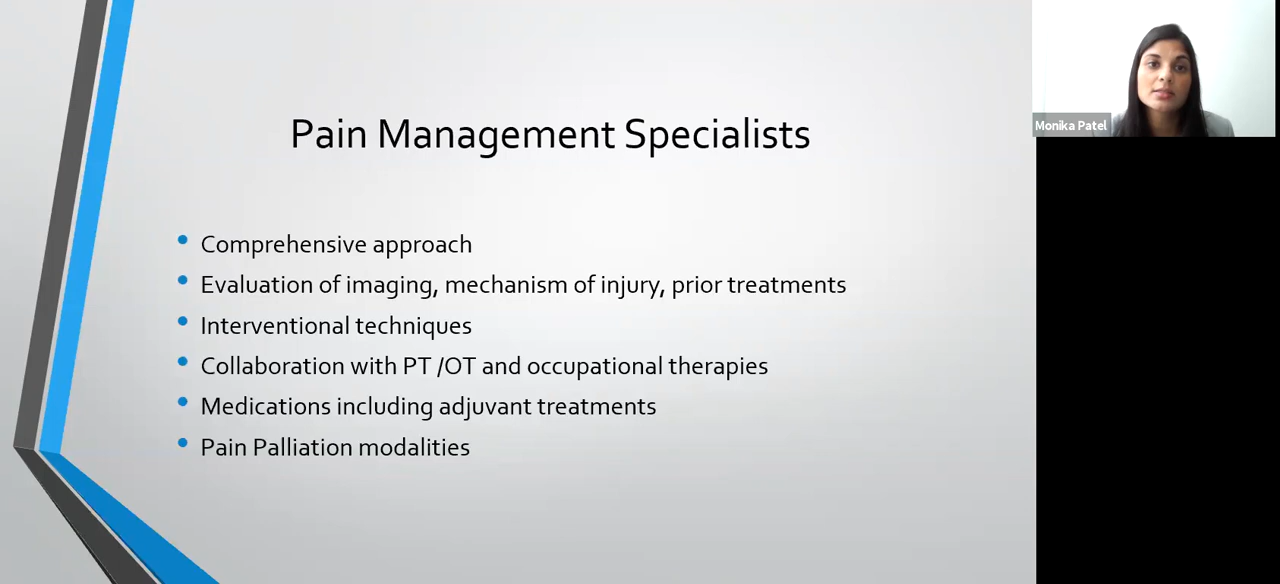 Pain Management Specialists
Comprehensive approach
Evaluation of imaging, mechanism of injury, prior treatments
Interventional techniques
Collaboration with PT /OT and occupational therapies
Medications including adjuvant treatments
Pain Palliation modalities
Monika Patel